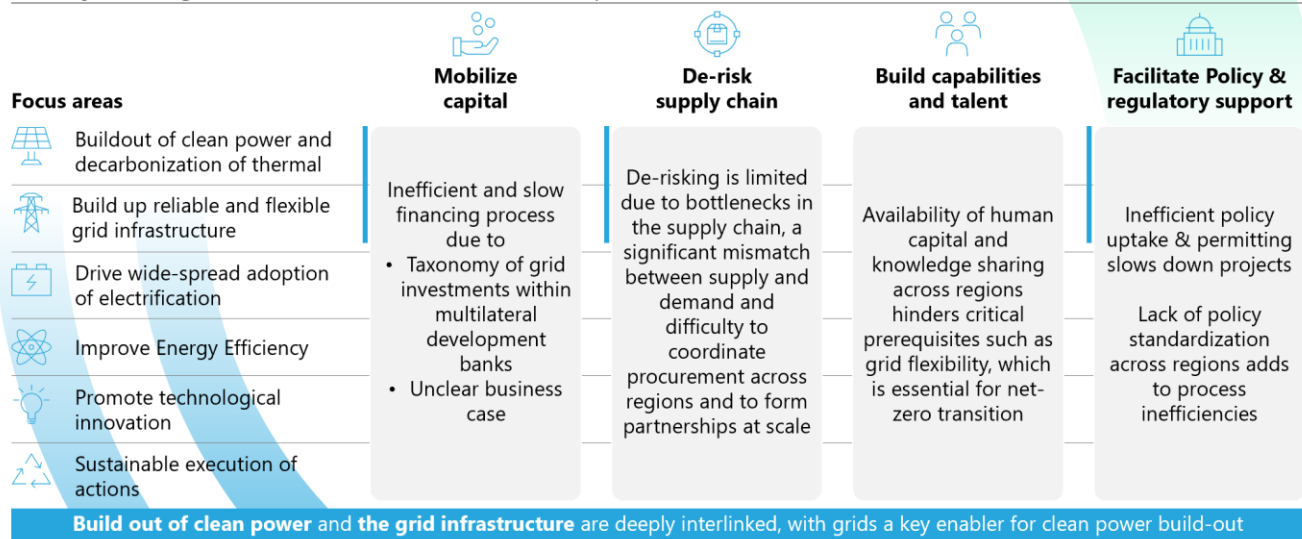 Focus areas
Mobilize
capital
De-risk
supply chain
Build capabilities
and talent
Facilitate Policy &
regulatory support
Buildout of clean power and
decarbonization of thermal
Build up reliable and flexible
grid infrastructure
Drive wide-spread adoption
of electrification
Improve Energy Efficiency
Promote technological
innovation
Sustainable execution of
actions
Inefficient and slow
financing process
due to
• Taxonomy of grid
investments within
multilateral
development
banks
• Unclear business
case
De-risking is limited
due to bottlenecks in
the supply chain, a
significant mismatch
between supply and
demand and
difficulty to
coordinate
procurement across
regions and to form
partnerships at scale
Availability of human
capital and
knowledge sharing
across regions
hinders critical
prerequisites such as
grid flexibility, which
is essential for net-
zero transition
Inefficient policy
uptake & permitting
slows down projects
Lack of policy
standardization
across regions adds
to process
inefficiencies
Build out of clean power and the grid infrastructure are deeply interlinked, with grids a key enabler for clean power build-out